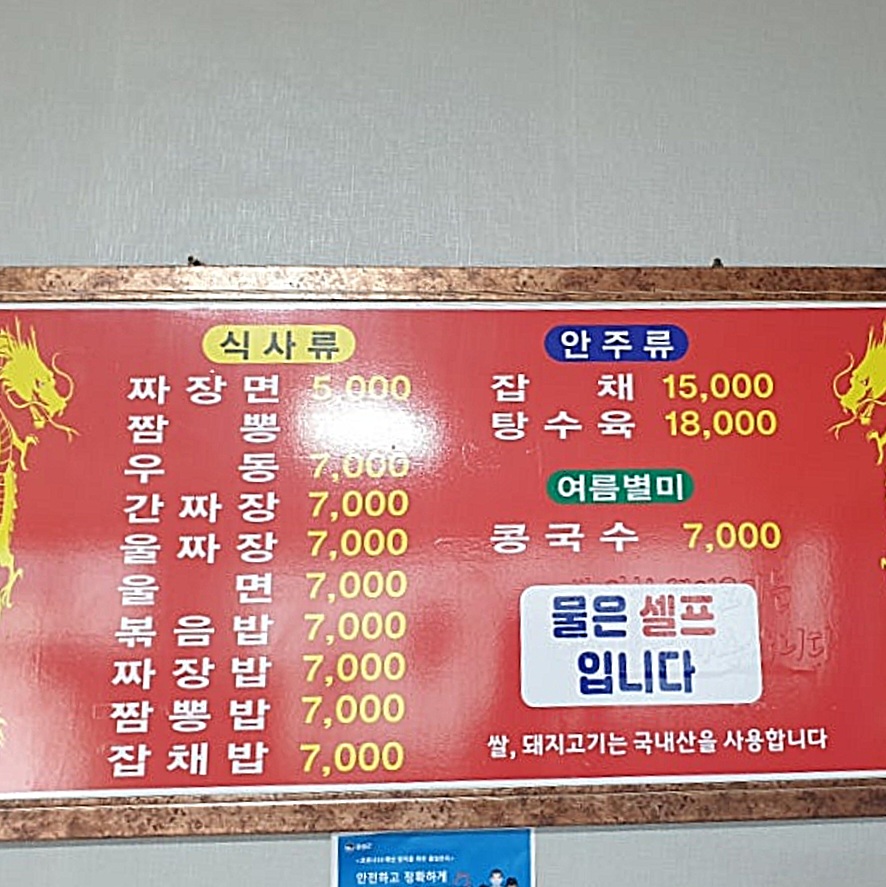 식사류
짜장면 5,000
짬뽕
우동 7,000
간짜장 7,000
울짜장 7,000
울면 7,000
볶음밥 7,000
짜장밥 7,000
짬뽕밥 7,000
잡채밥 7,000
안주류
잡채 15,000
탕수육 18,000
여름별미
콩국수 7,000
물은 셀프
입니다
쌀, 돼지고기는 국내산을 사용합니다
안전하고 정확하게